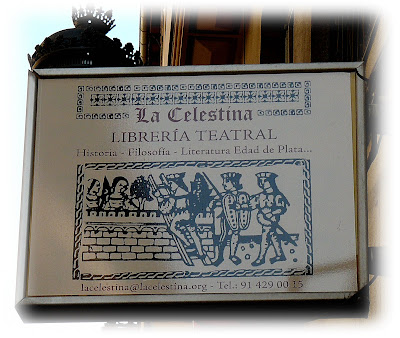 La Celestina
LIBRERÍA TEATRAL
Historia - Filosofía - Literatura Edad de Plata...
lacelestina@lacelestina.org - Tel.: 91 429 00 15